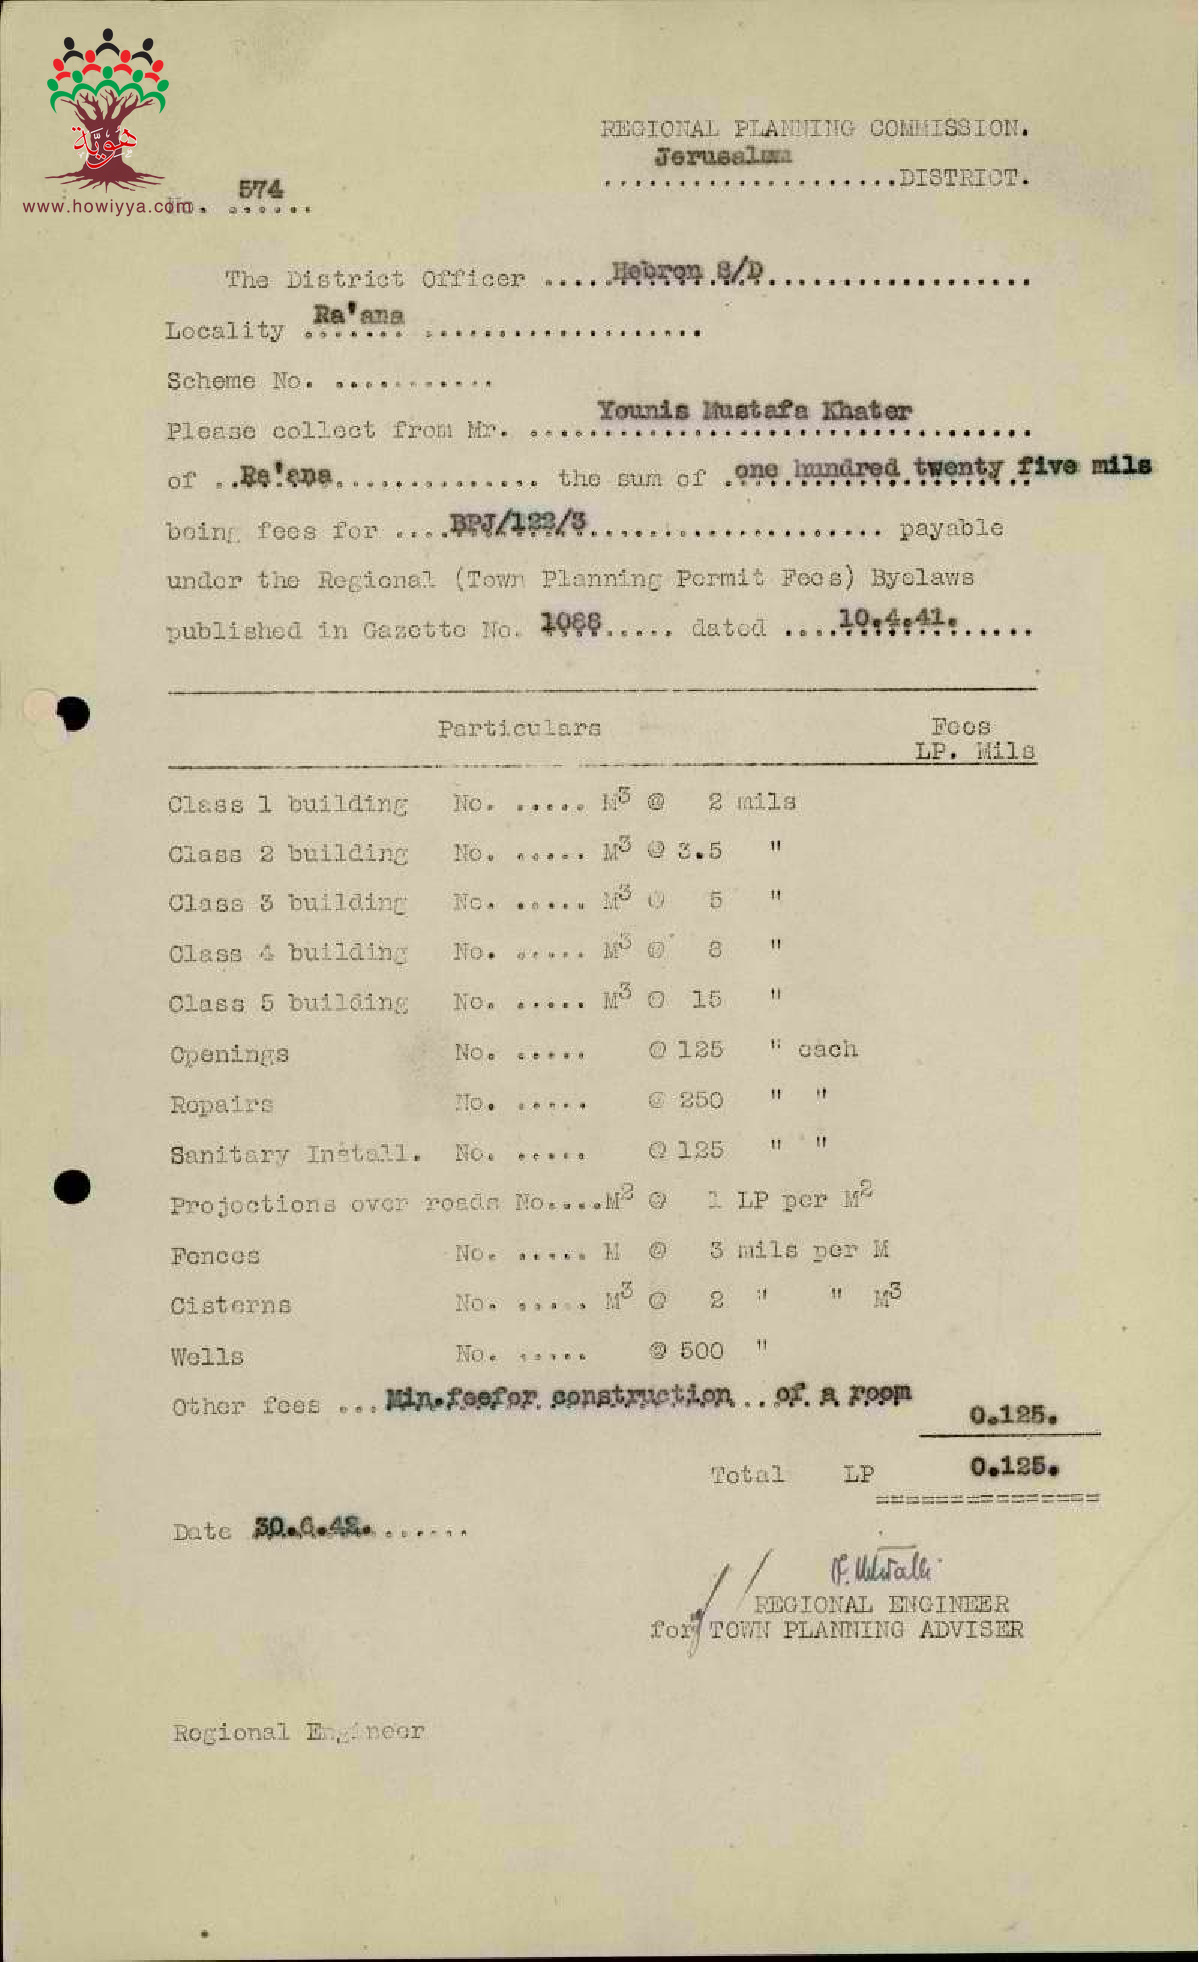 هوية
www.howiyya.com
REGIONAL PLANNING COMMISSION.
Jerusalem
....................DISTRICT.
No. 574
The District Officer .....Hebron S/D..................
Locality Ra'ana ...................
Scheme No. ...........
Please collect from Mr. Younis Mustafa Khater
of ..Ra'ana.............. the sum of .one hundred twenty five mils
being fees for ....BPJ/122/3.................... payable
under the Regional (Town Planning Permit Fees) Byelaws
published in Gazette No. 1088..... dated ....10.4.41......
Particulars Fees
LP. Mils
Class 1 building No. ..... M3 @ 2 mils
Class 2 building No. ..... M3 @ 3.5 "
Class 3 building No. ..... M3 @ 5 "
Class 4 building No. ..... M3 @ 8 "
Class 5 building No. ..... M3 @ 15 "
Openings No. ..... @ 125 " each
Repairs No. ..... @ 250 " "
Sanitary Install. No. ..... @ 125 " "
Projections over roads No....M2 @ 1 LP per M2
Fences No. ..... M @ 3 mils per M
Cisterns No. ..... M3 @ 2 " " M3
Wells No. ..... @ 500 "
Other fees ...Min.feefor construction ..of a room 0.125.
Total LP 0.125.
===============
Date 30.6.42.......
REGIONAL ENGINEER
for TOWN PLANNING ADVISER
Regional Engineer